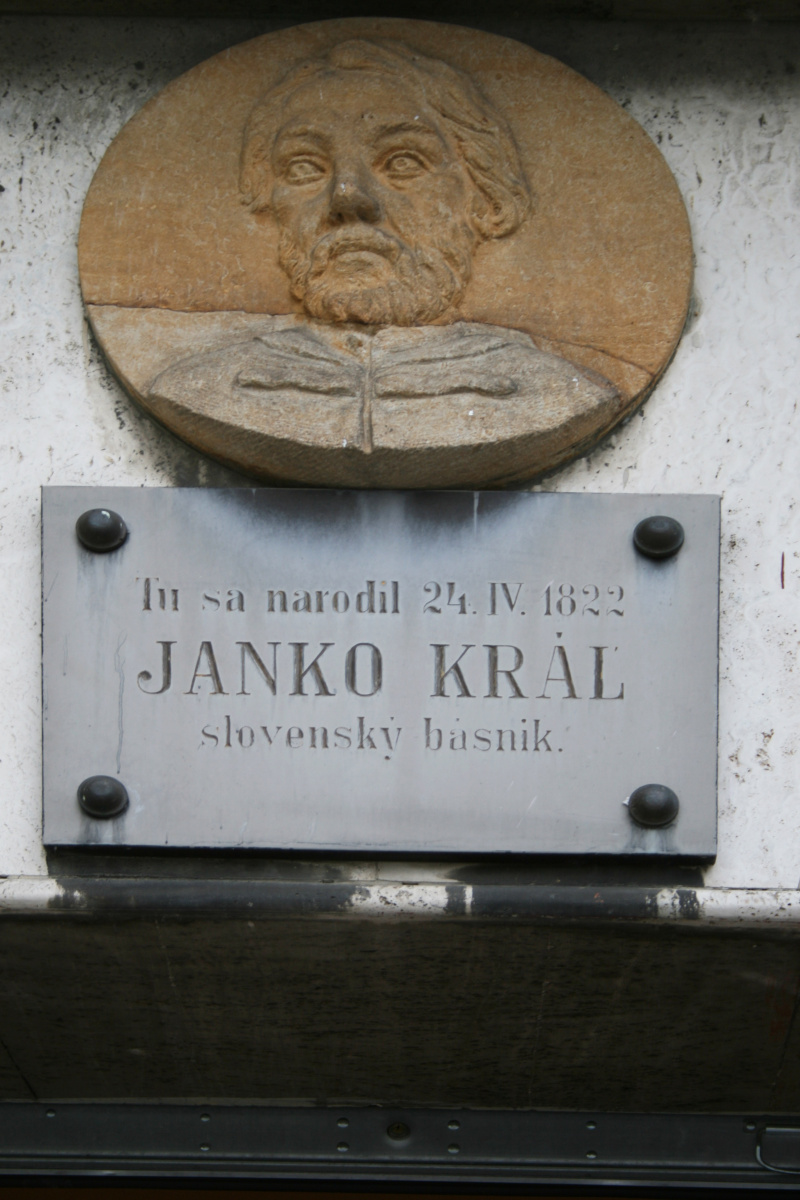 Tu sa narodil 24. IV. 1822
JANKO KRÁĽ
slovenský básnik.